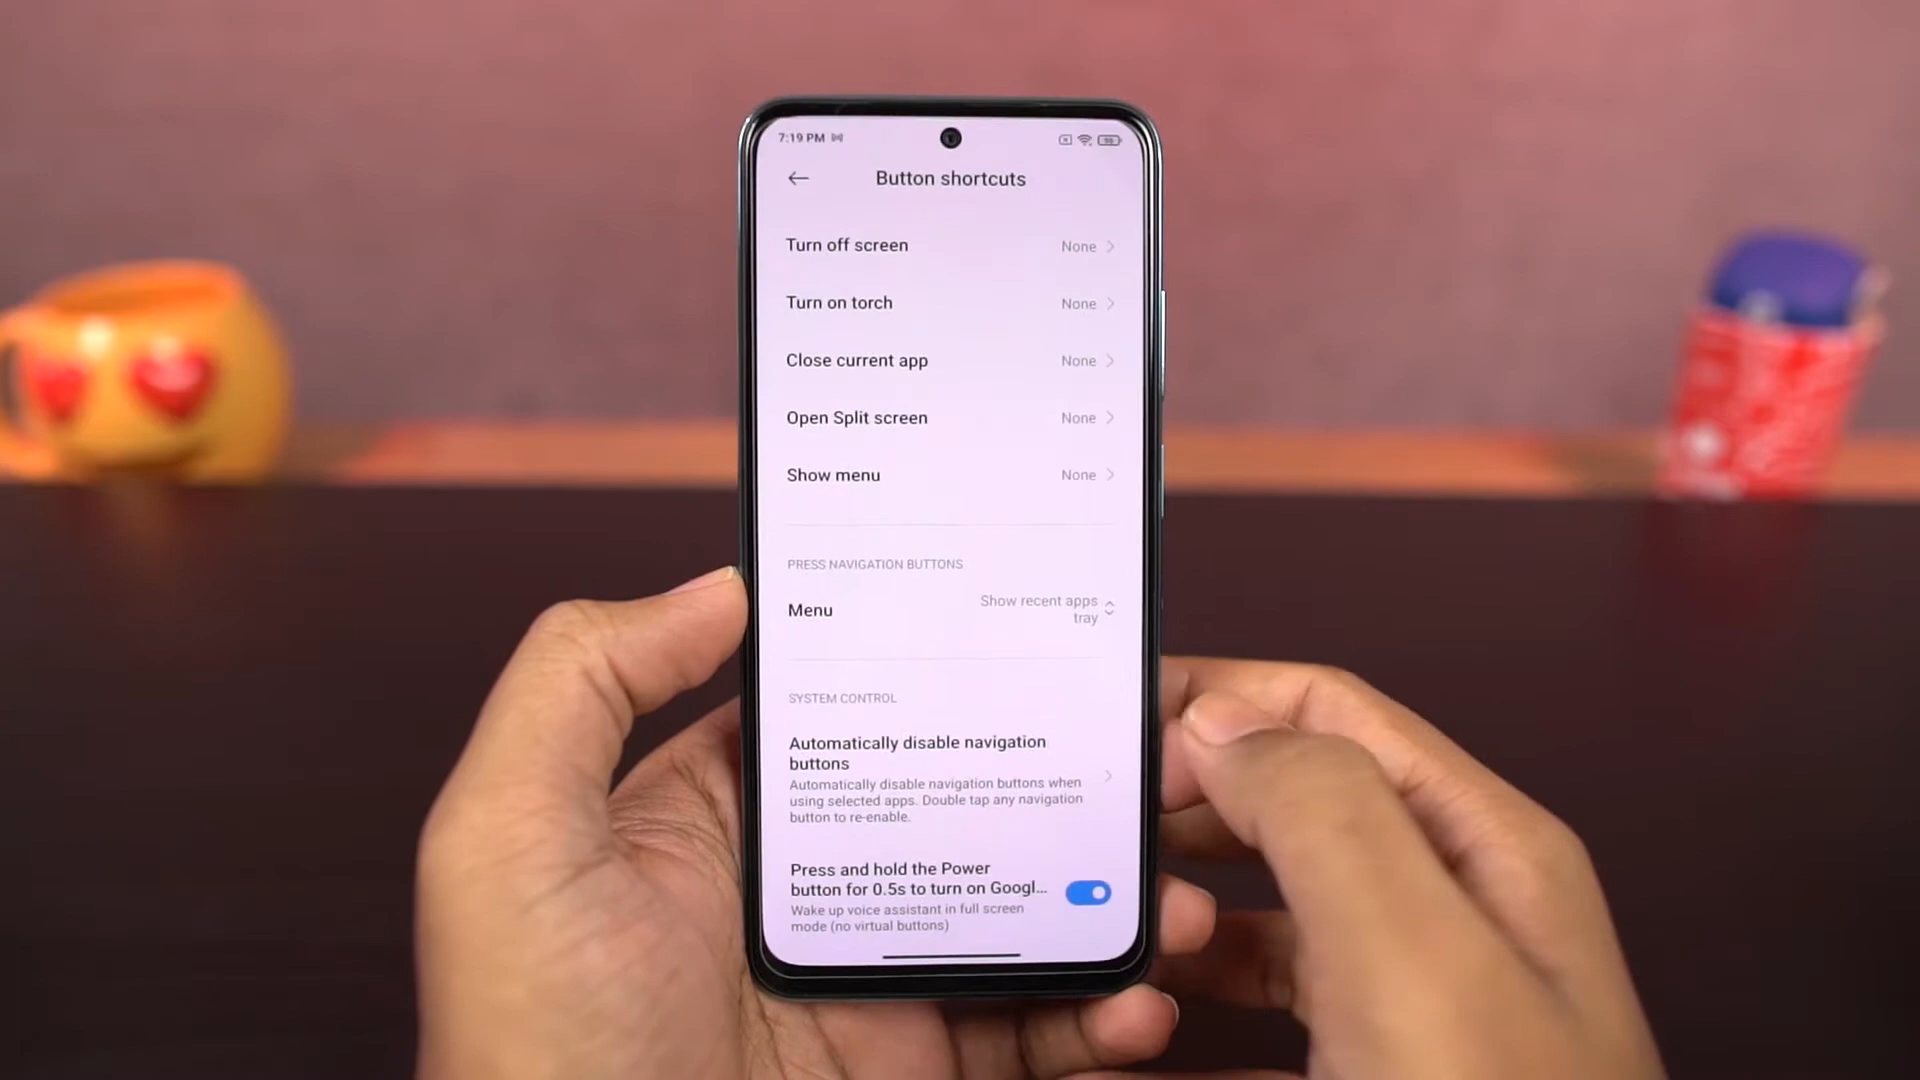 7:19 PM
Button shortcuts
Turn off screen None
Turn on torch None
Close current app None
Open Split screen None
Show menu None
PRESS NAVIGATION BUTTONS
Menu Show recent apps
tray
SYSTEM CONTROL
Automatically disable navigation
buttons
Automatically disable navigation buttons when
using selected apps. Double tap any navigation
button to re-enable.
Press and hold the Power
button for 0.5s to turn on Googl...
Wake up voice assistant in full screen
mode (no virtual buttons)